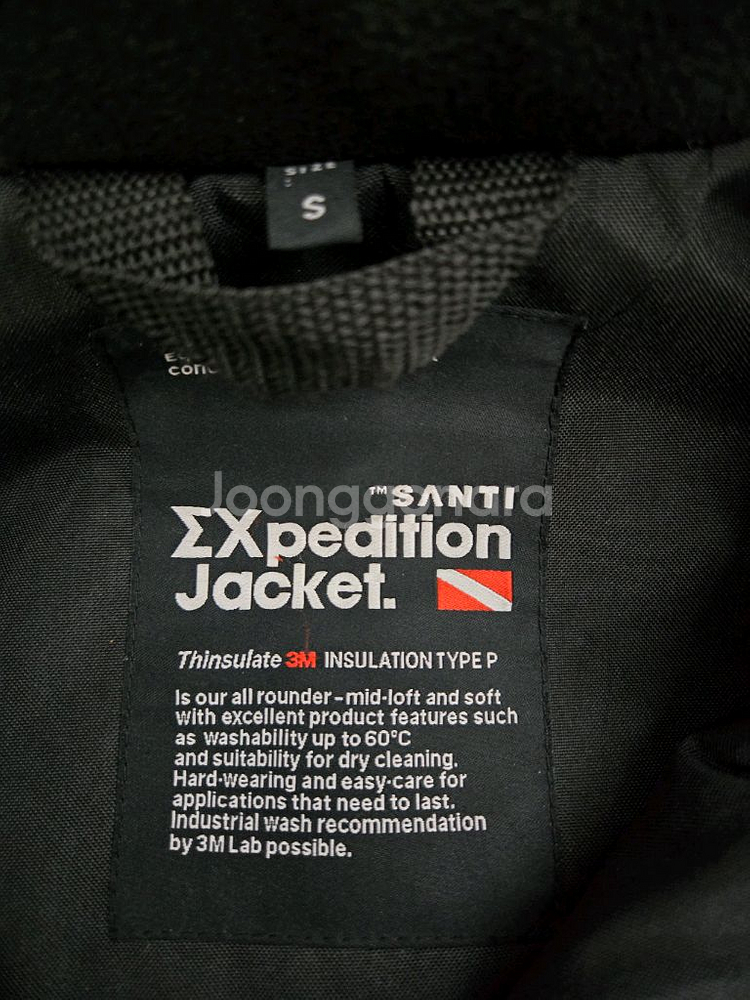 SIZE
S
™SΛNTI
ΣXpedition
Jacket.
Thinsulate 3M INSULATION TYPE P
Is our all rounder-mid-loft and soft
with excellent product features such
as washability up to 60°C
and suitability for dry cleaning.
Hard-wearing and easy-care for
applications that need to last.
Industrial wash recommendation
by 3M Lab possible.
Joonggonara